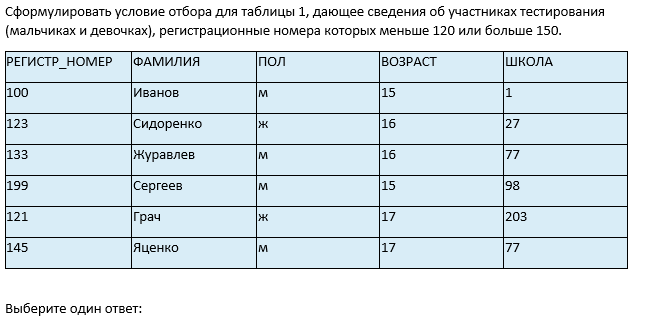 Сформулировать условие отбора для таблицы 1, дающее сведения об участниках тестирования
(мальчиках и девочках), регистрационные номера которых меньше 120 или больше 150.
РЕГИСТР_НОМЕР ФАМИЛИЯ ПОЛ ВОЗРАСТ ШКОЛА
100 Иванов м 15 1
123 Сидоренко ж 16 27
133 Журавлев м 16 77
199 Сергеев м 15 98
121 Грач ж 17 203
145 Яценко м 17 77
Выберите один ответ: